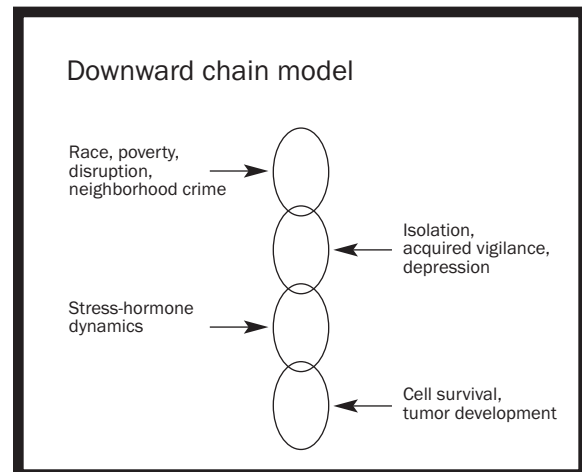 Downward chain model
Race, poverty,
disruption,
neighborhood crime
Isolation,
acquired vigilance,
depression
Stress-hormone
dynamics
Cell survival,
tumor development